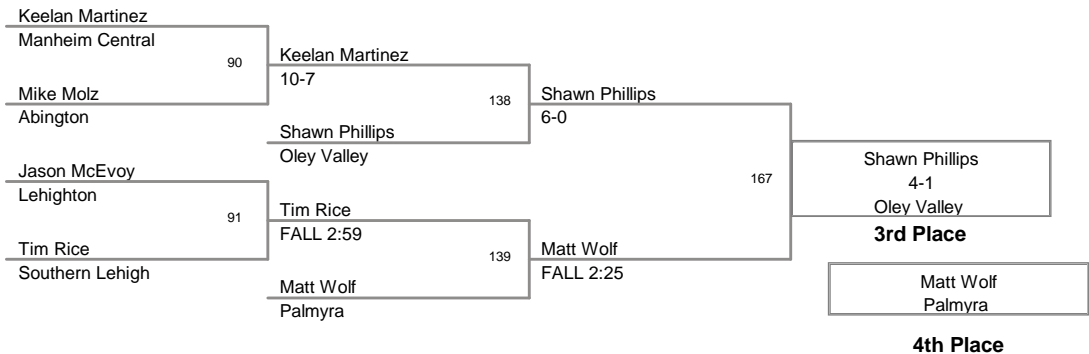 Keelan Martinez
Manheim Central
90
Keelan Martinez
10-7
Mike Molz
Abington
138
Shawn Phillips
6-0
Shawn Phillips
Oley Valley
Jason McEvoy
Lehighton
167
Shawn Phillips
4-1
Oley Valley
3rd Place
91
Tim Rice
FALL 2:59
Tim Rice
Southern Lehigh
139
Matt Wolf
FALL 2:25
Matt Wolf
Palmyra
Matt Wolf
Palmyra
4th Place